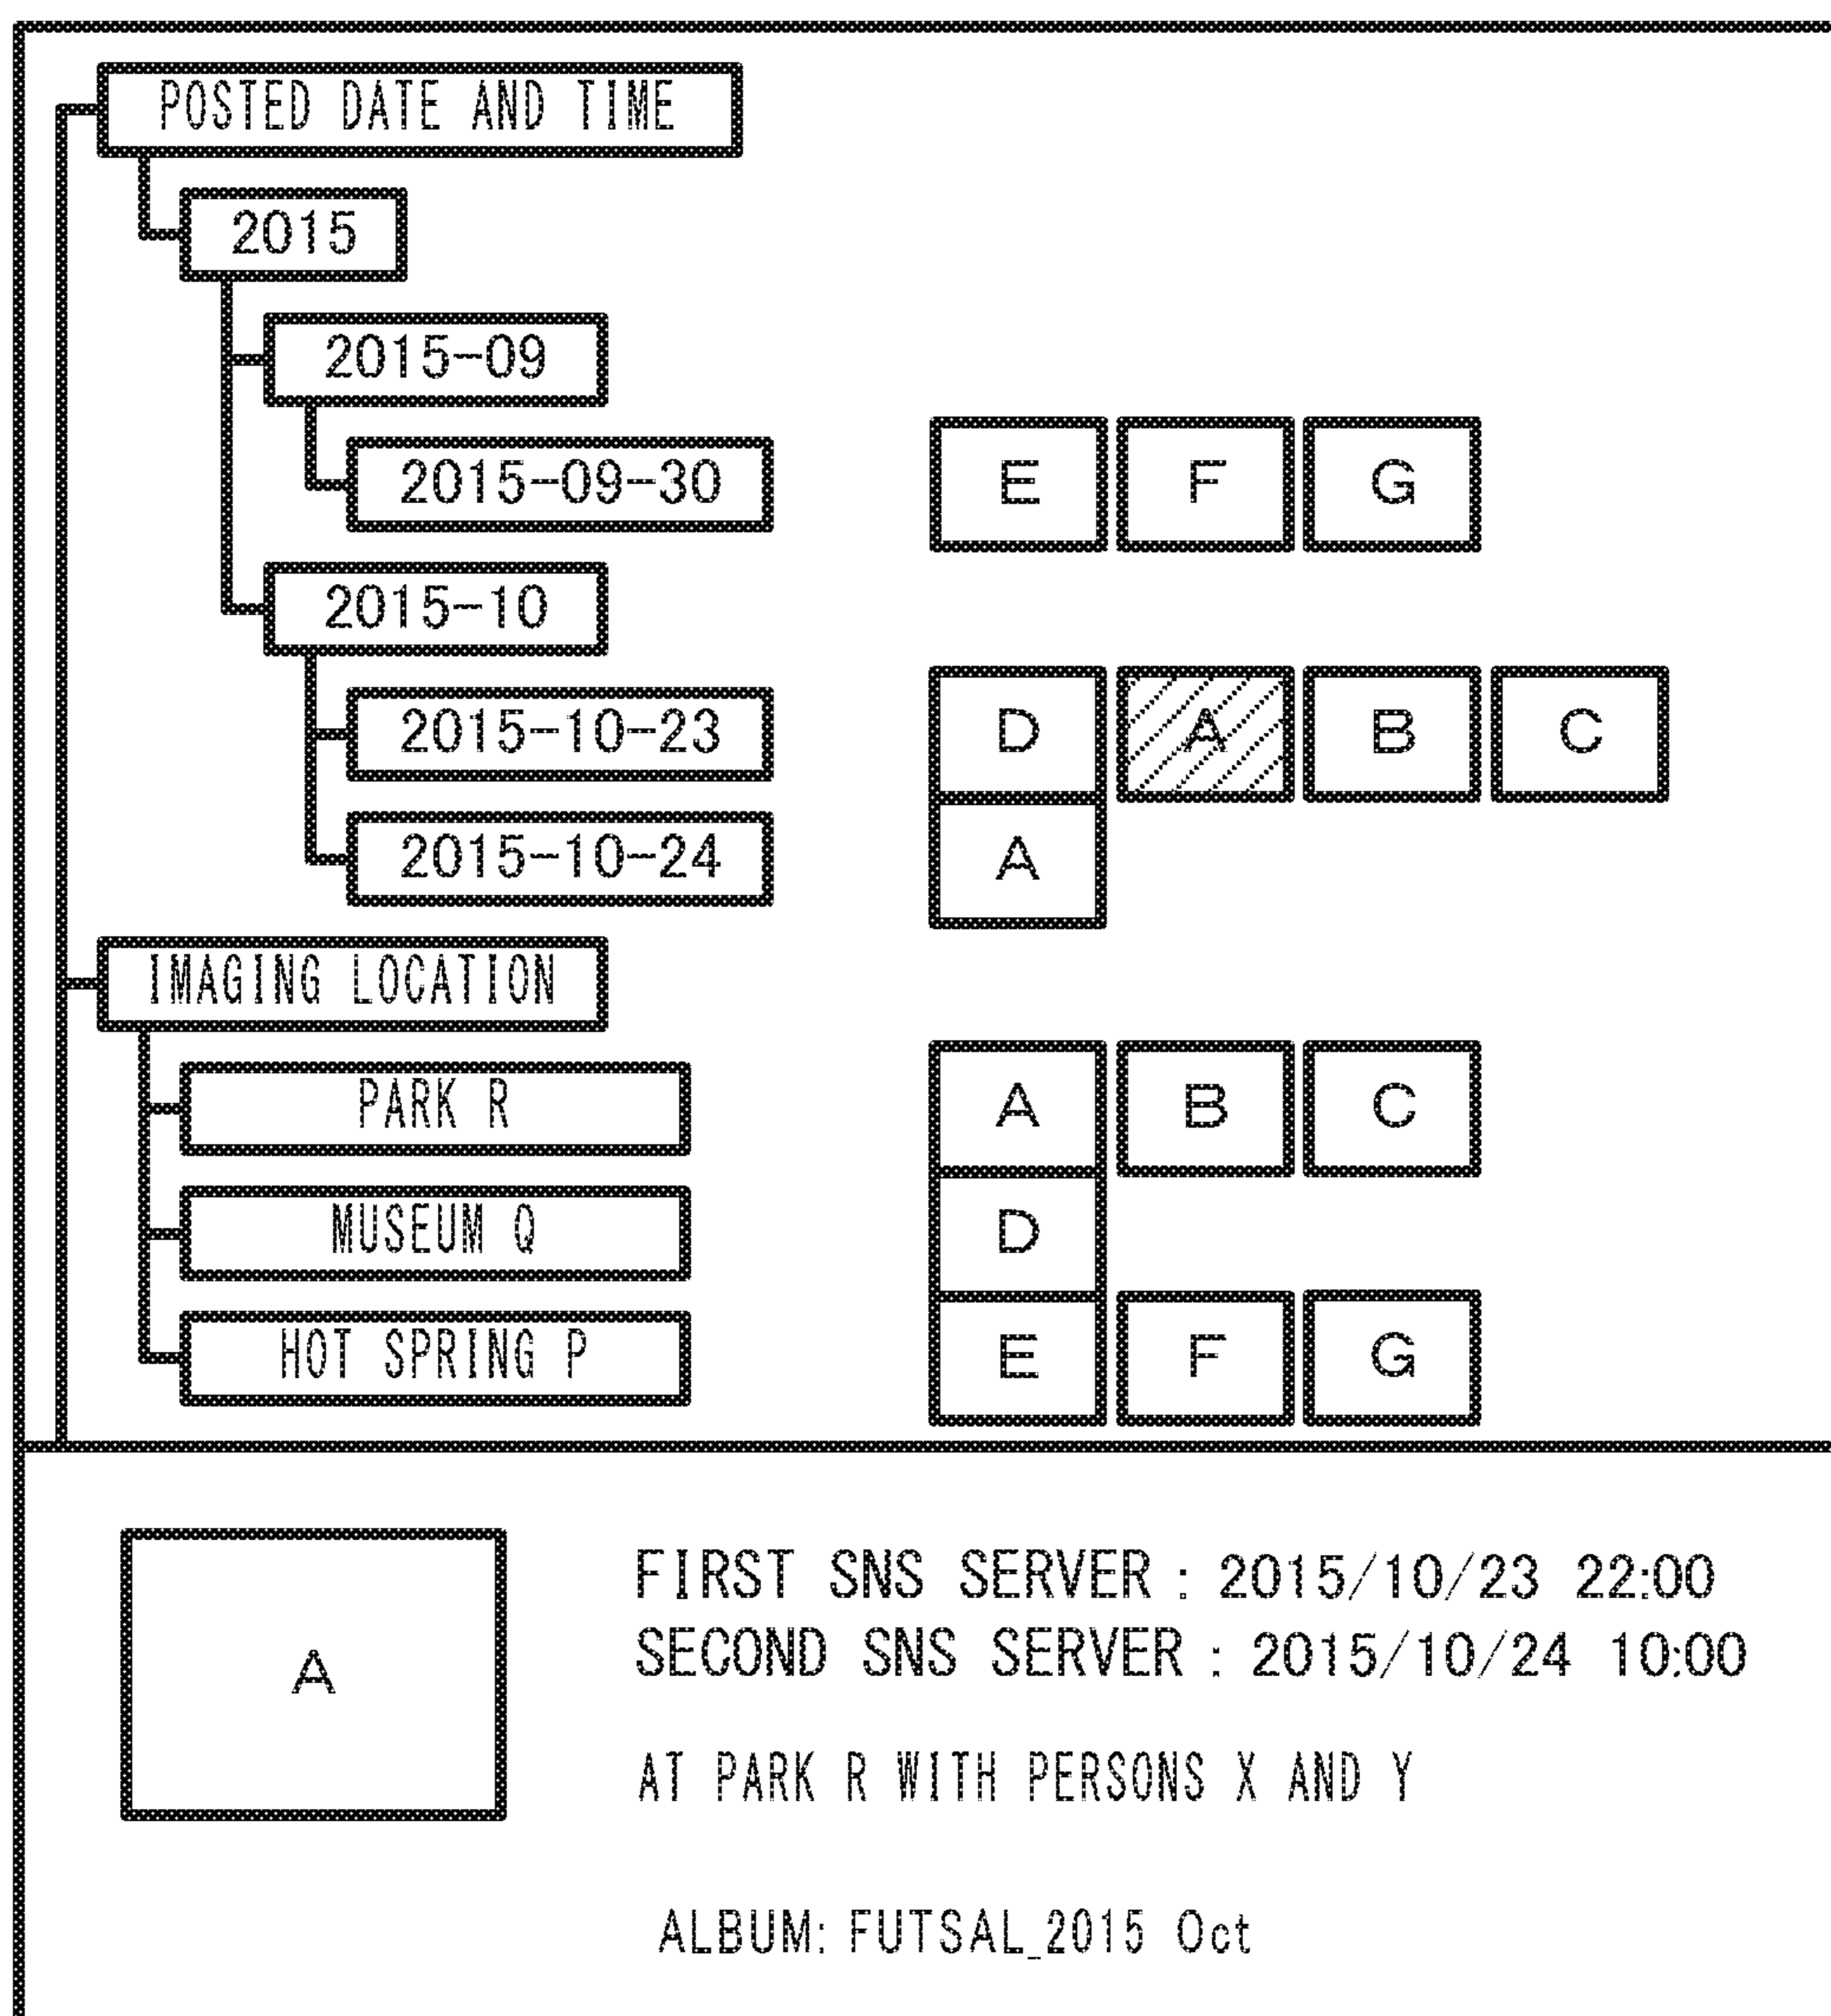 POSTED DATE AND TIME
2015
2015-09
2015-09-30 E F G
2015-10
2015-10-23 D A B C
2015-10-24 A
IMAGING LOCATION
PARK R A B C
MUSEUM Q D
HOT SPRING P E F G
A
FIRST SNS SERVER : 2015/10/23 22:00
SECOND SNS SERVER : 2015/10/24 10:00
AT PARK R WITH PERSONS X AND Y
ALBUM: FUTSAL_2015 Oct